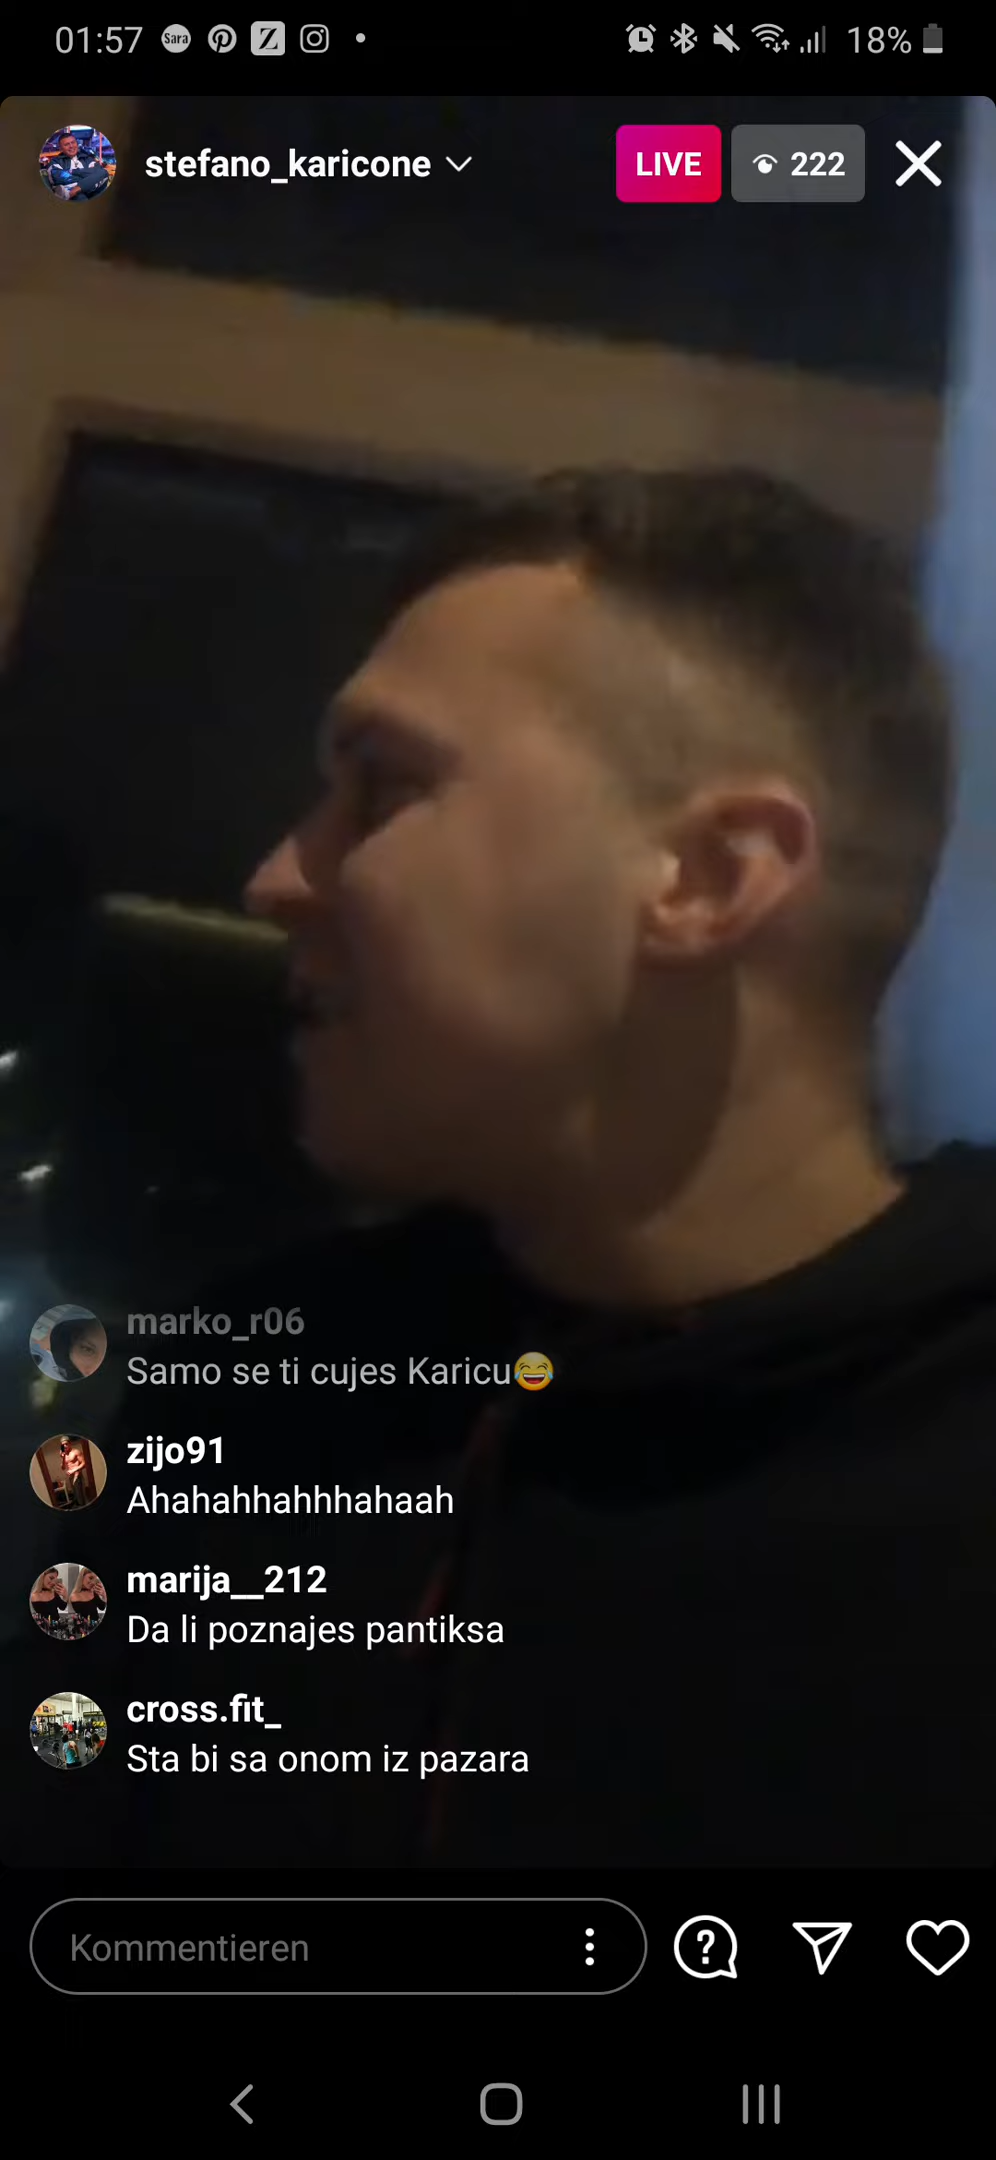 01:57
Sara
18%
stefano_karicone
LIVE
222
marko_r06
Samo se ti cujes Karicu😂
zijo91
Ahahahhahhhahaah
marija__212
Da li poznajes pantiksa
cross.fit_
Sta bi sa onom iz pazara
Kommentieren